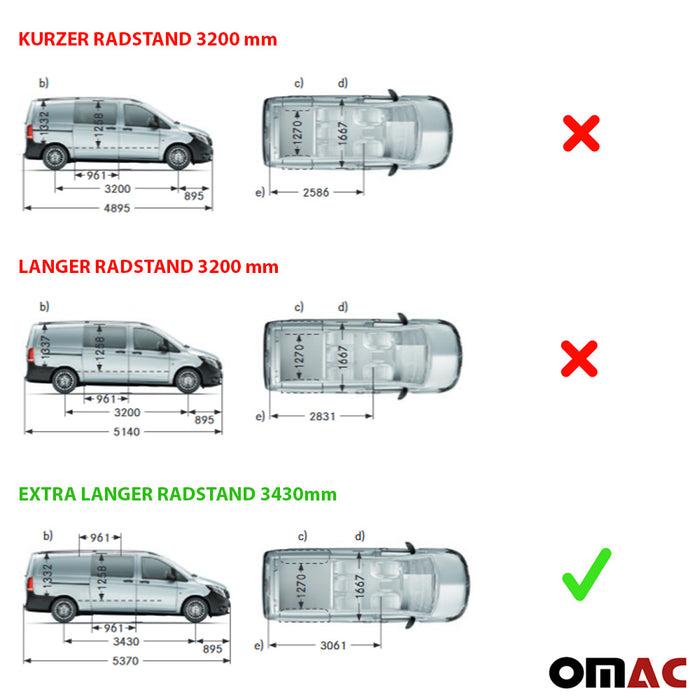 KURZER RADSTAND 3200 mm
b)
c) d)
1332
1258
1270
1667
961
e)
2586
3200
895
4895
LANGER RADSTAND 3200 mm
b)
c) d)
1337
1258
1270
1667
961
e)
2831
3200
895
5140
EXTRA LANGER RADSTAND 3430mm
b)
961
c) d)
1332
1258
1270
1667
961
e)
3061
3430
895
5370
OMAC